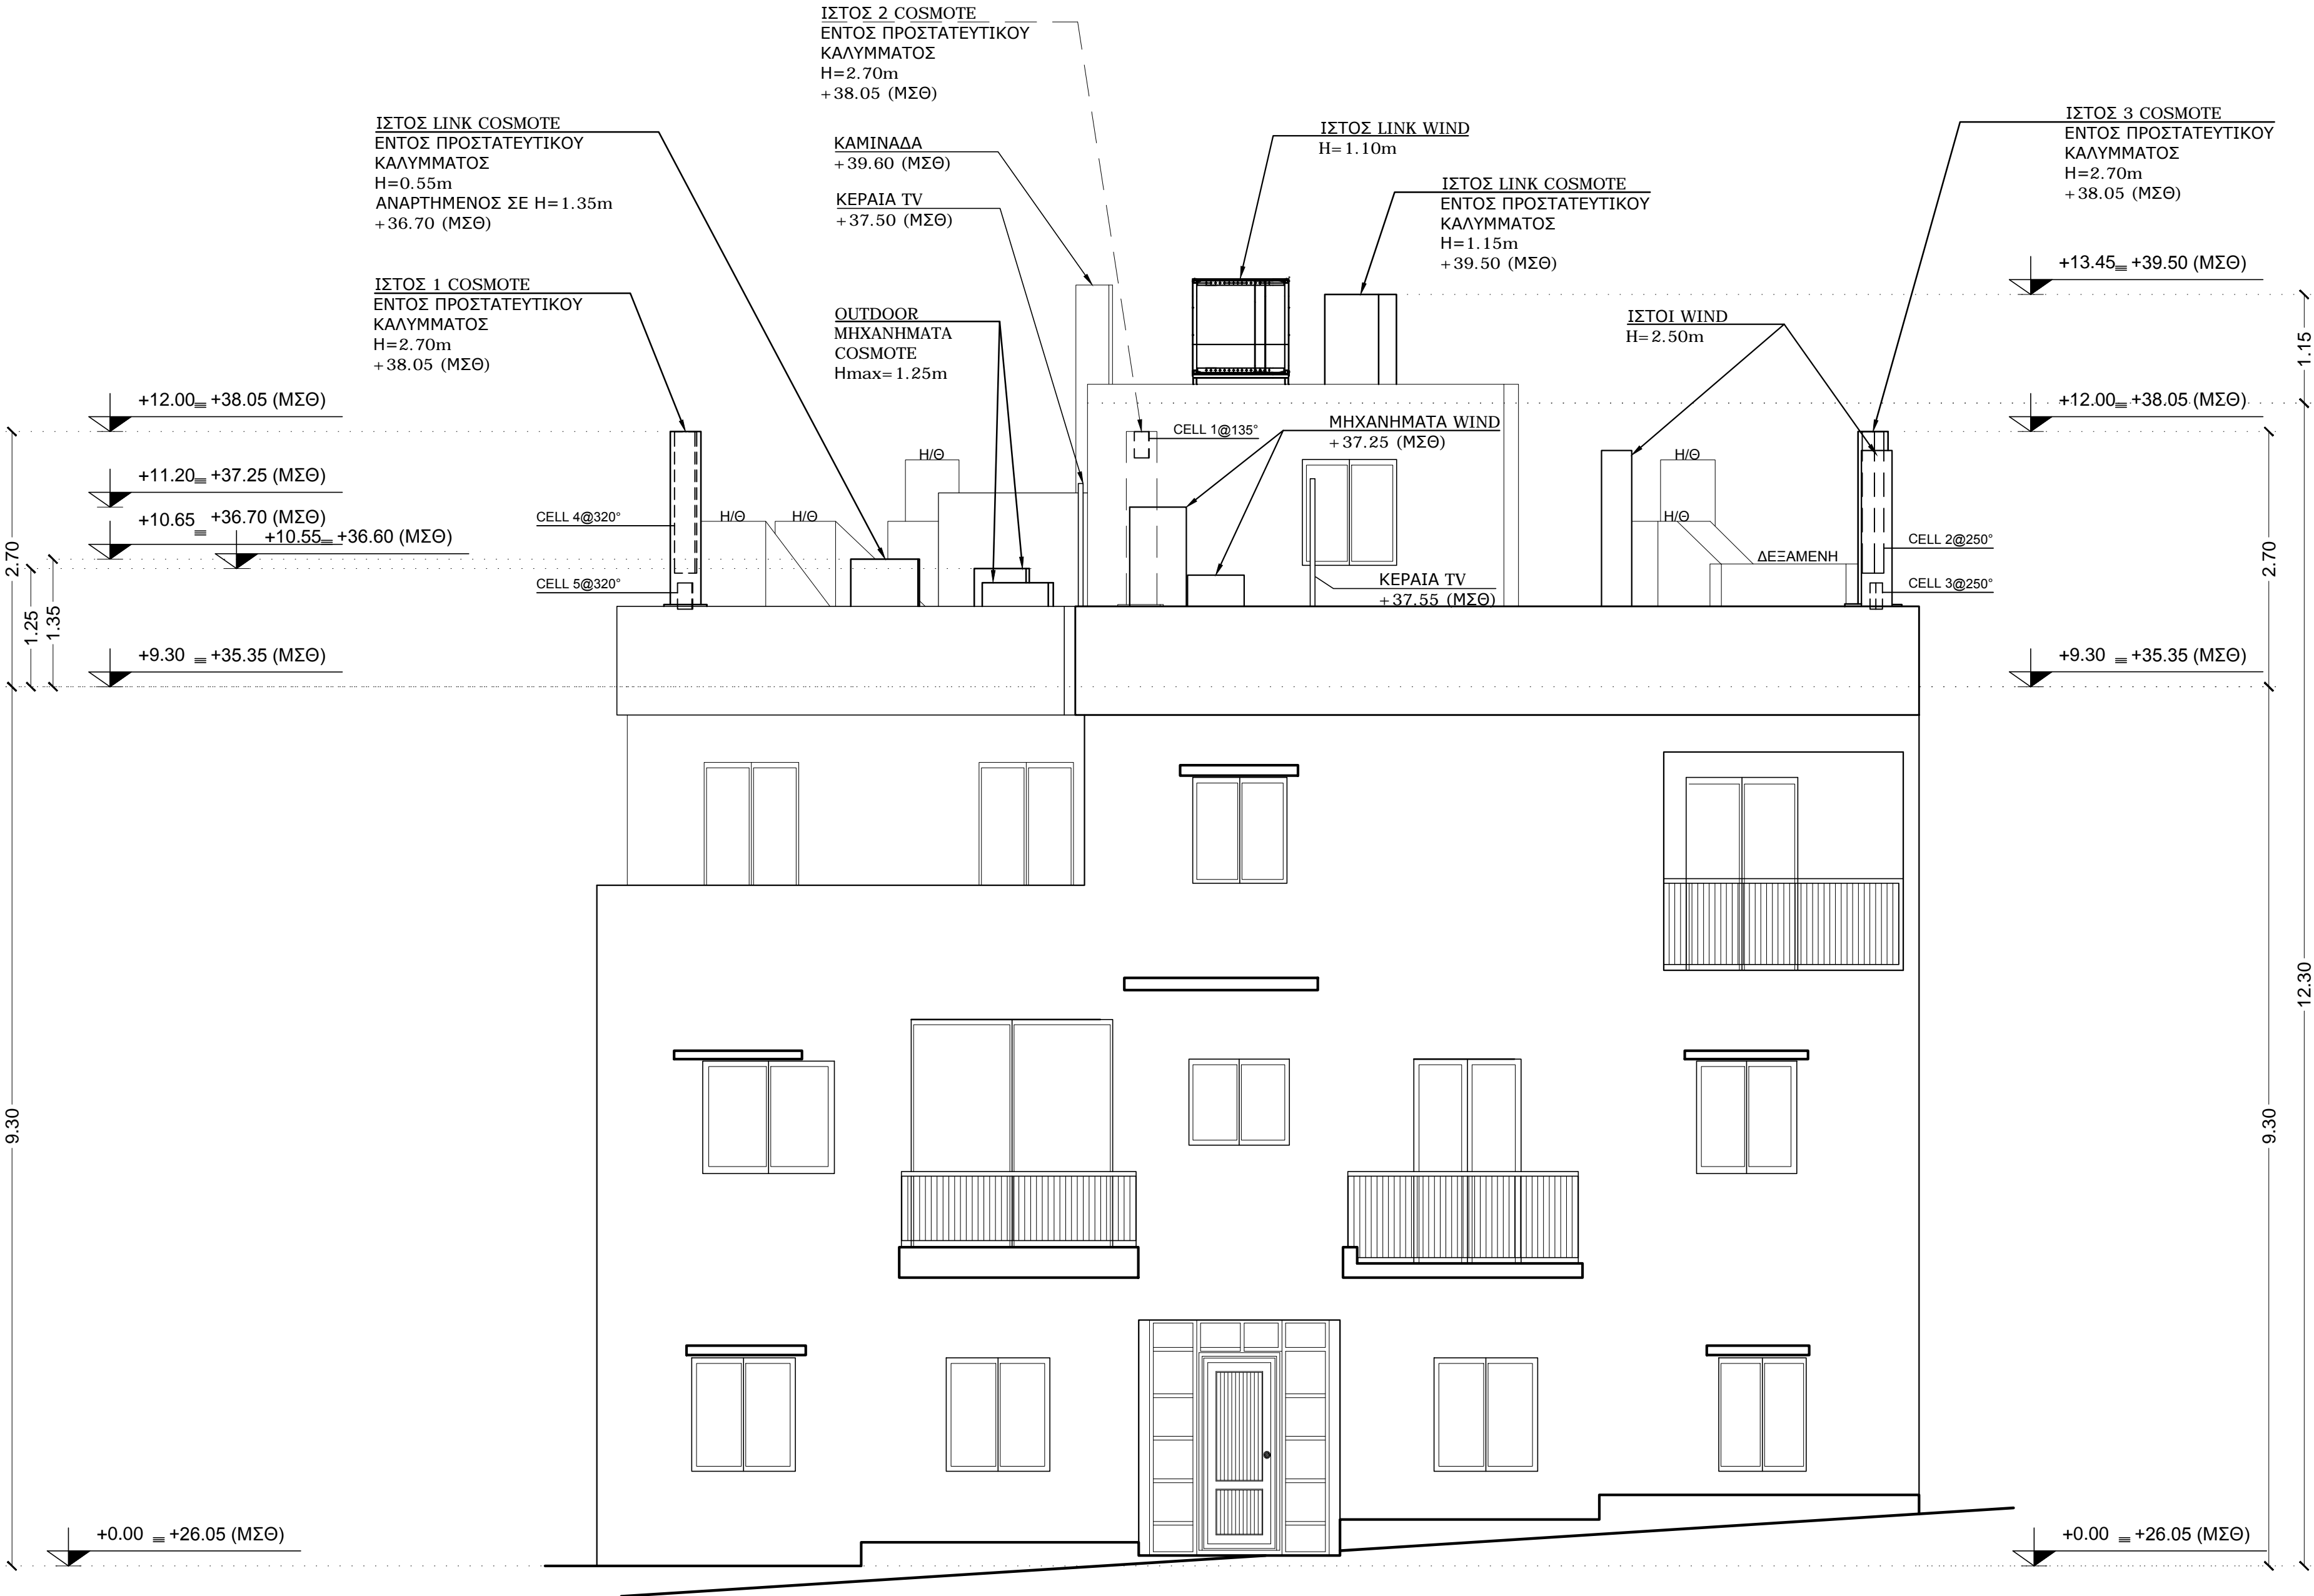 ΙΣΤΟΣ 2 COSMOTE
ΕΝΤΟΣ ΠΡΟΣΤΑΤΕΥΤΙΚΟΥ
ΚΑΛΥΜΜΑΤΟΣ
H=2.70m
+38.05 (ΜΣΘ)
ΙΣΤΟΣ LINK COSMOTE
ΕΝΤΟΣ ΠΡΟΣΤΑΤΕΥΤΙΚΟΥ
ΚΑΛΥΜΜΑΤΟΣ
H=0.55m
ΑΝΑΡΤΗΜΕΝΟΣ ΣΕ H=1.35m
+36.70 (ΜΣΘ)
ΚΑΜΙΝΑΔΑ
+39.60 (ΜΣΘ)
ΚΕΡΑΙΑ TV
+37.50 (ΜΣΘ)
ΙΣΤΟΣ LINK WIND
H=1.10m
ΙΣΤΟΣ LINK COSMOTE
ΕΝΤΟΣ ΠΡΟΣΤΑΤΕΥΤΙΚΟΥ
ΚΑΛΥΜΜΑΤΟΣ
H=1.15m
+39.50 (ΜΣΘ)
ΙΣΤΟΣ 3 COSMOTE
ΕΝΤΟΣ ΠΡΟΣΤΑΤΕΥΤΙΚΟΥ
ΚΑΛΥΜΜΑΤΟΣ
H=2.70m
+38.05 (ΜΣΘ)
ΙΣΤΟΣ 1 COSMOTE
ΕΝΤΟΣ ΠΡΟΣΤΑΤΕΥΤΙΚΟΥ
ΚΑΛΥΜΜΑΤΟΣ
H=2.70m
+38.05 (ΜΣΘ)
OUTDOOR
ΜΗΧΑΝΗΜΑΤΑ
COSMOTE
Hmax=1.25m
ΙΣΤΟΙ WIND
H=2.50m
+13.45≡ +39.50 (ΜΣΘ)
1.15
+12.00≡ +38.05 (ΜΣΘ)
+12.00≡ +38.05 (ΜΣΘ)
CELL 1@135°
ΜΗΧΑΝΗΜΑΤΑ WIND
+37.25 (ΜΣΘ)
Η/Θ
Η/Θ
+11.20≡ +37.25 (ΜΣΘ)
+10.65 ≡ +36.70 (ΜΣΘ)
+10.55≡ +36.60 (ΜΣΘ)
CELL 4@320°
Η/Θ
Η/Θ
Η/Θ
CELL 2@250°
ΔΕΞΑΜΕΝΗ
CELL 5@320°
ΚΕΡΑΙΑ TV
+37.55 (ΜΣΘ)
CELL 3@250°
2.70
1.25
1.35
2.70
+9.30 ≡ +35.35 (ΜΣΘ)
+9.30 ≡ +35.35 (ΜΣΘ)
12.30
9.30
9.30
+0.00 ≡ +26.05 (ΜΣΘ)
+0.00 ≡ +26.05 (ΜΣΘ)